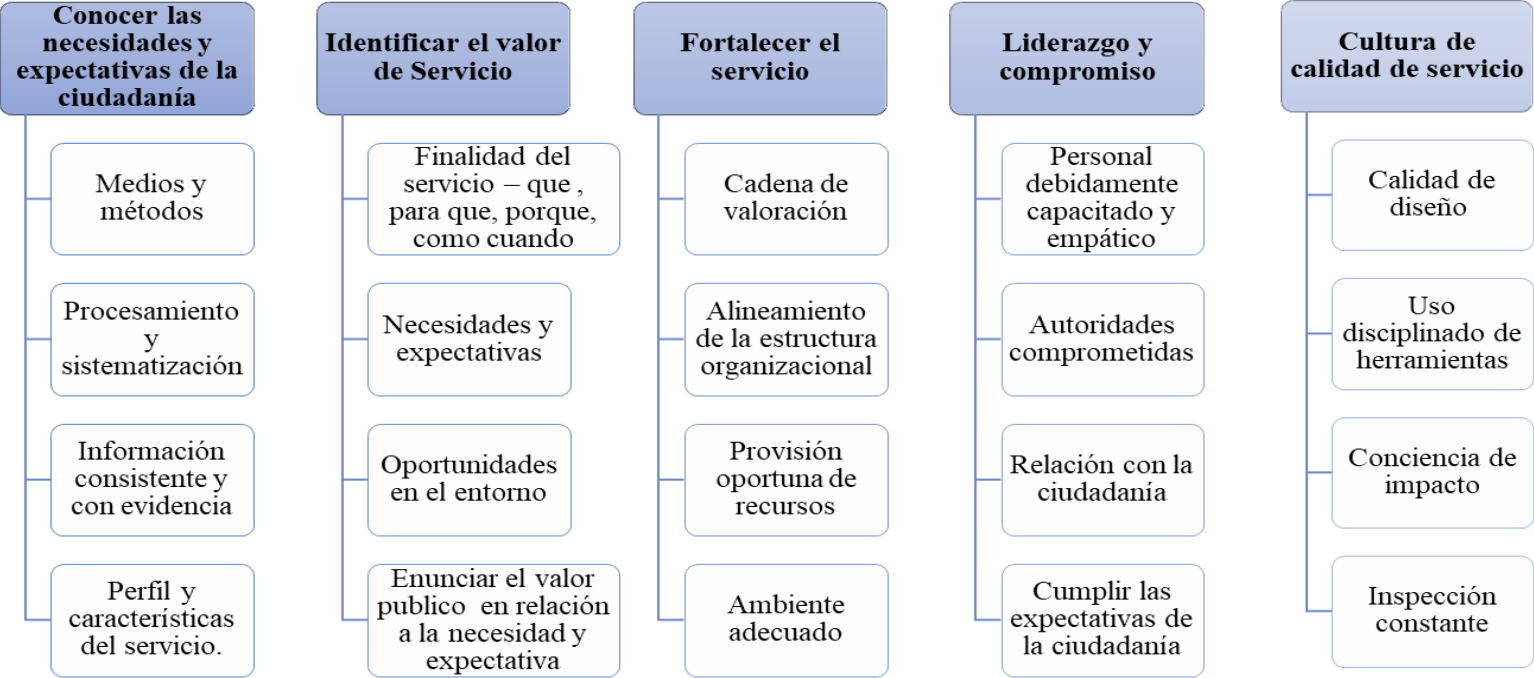 Conocer las
necesidades y
expectativas de la
ciudadanía
Medios y
métodos
Procesamiento
y
sistematización
Información
consistente y
con evidencia
Perfil y
características
del servicio.
Identificar el valor
de Servicio
Finalidad del
servicio – que ,
para que, porque,
como cuando
Necesidades y
expectativas
Oportunidades
en el entorno
Enunciar el valor
publico en relación
a la necesidad y
expectativa
Fortalecer el
servicio
Cadena de
valoración
Alineamiento
de la estructura
organizacional
Provisión
oportuna de
recursos
Ambiente
adecuado
Liderazgo y
compromiso
Personal
debidamente
capacitado y
empático
Autoridades
comprometidas
Relación con la
ciudadanía
Cumplir las
expectativas de
la ciudadanía
Cultura de
calidad de servicio
Calidad de
diseño
Uso
disciplinado de
herramientas
Conciencia de
impacto
Inspección
constante